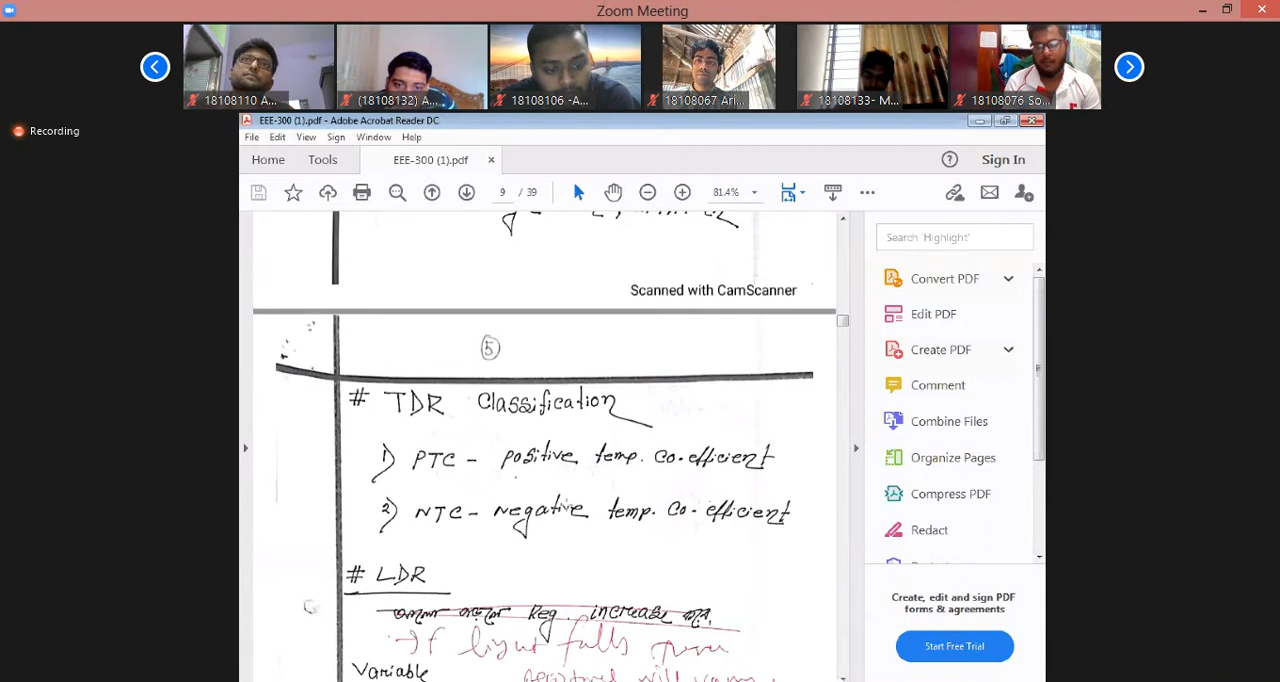 Zoom Meeting
18108110 A...
(18108132) A...
18108106 -A...
18108067 Ari...
18108133- M...
18108076 So...
Recording
EEE-300 (1).pdf - Adobe Acrobat Reader DC
File Edit View Sign Window Help
Home Tools EEE-300 (1).pdf × Sign In
9 / 39 81.4%
Search 'Highlight'
Scanned with CamScanner
Convert PDF
Edit PDF
Create PDF
Comment
Combine Files
Organize Pages
Compress PDF
Redact
Create, edit and sign PDF
forms & agreements
Start Free Trial
5
# TDR Classification
1) PTC - positive temp. co-efficient
2) NTC - negative temp. co-efficient
# LDR
Reg. increase
If light falls
Variable